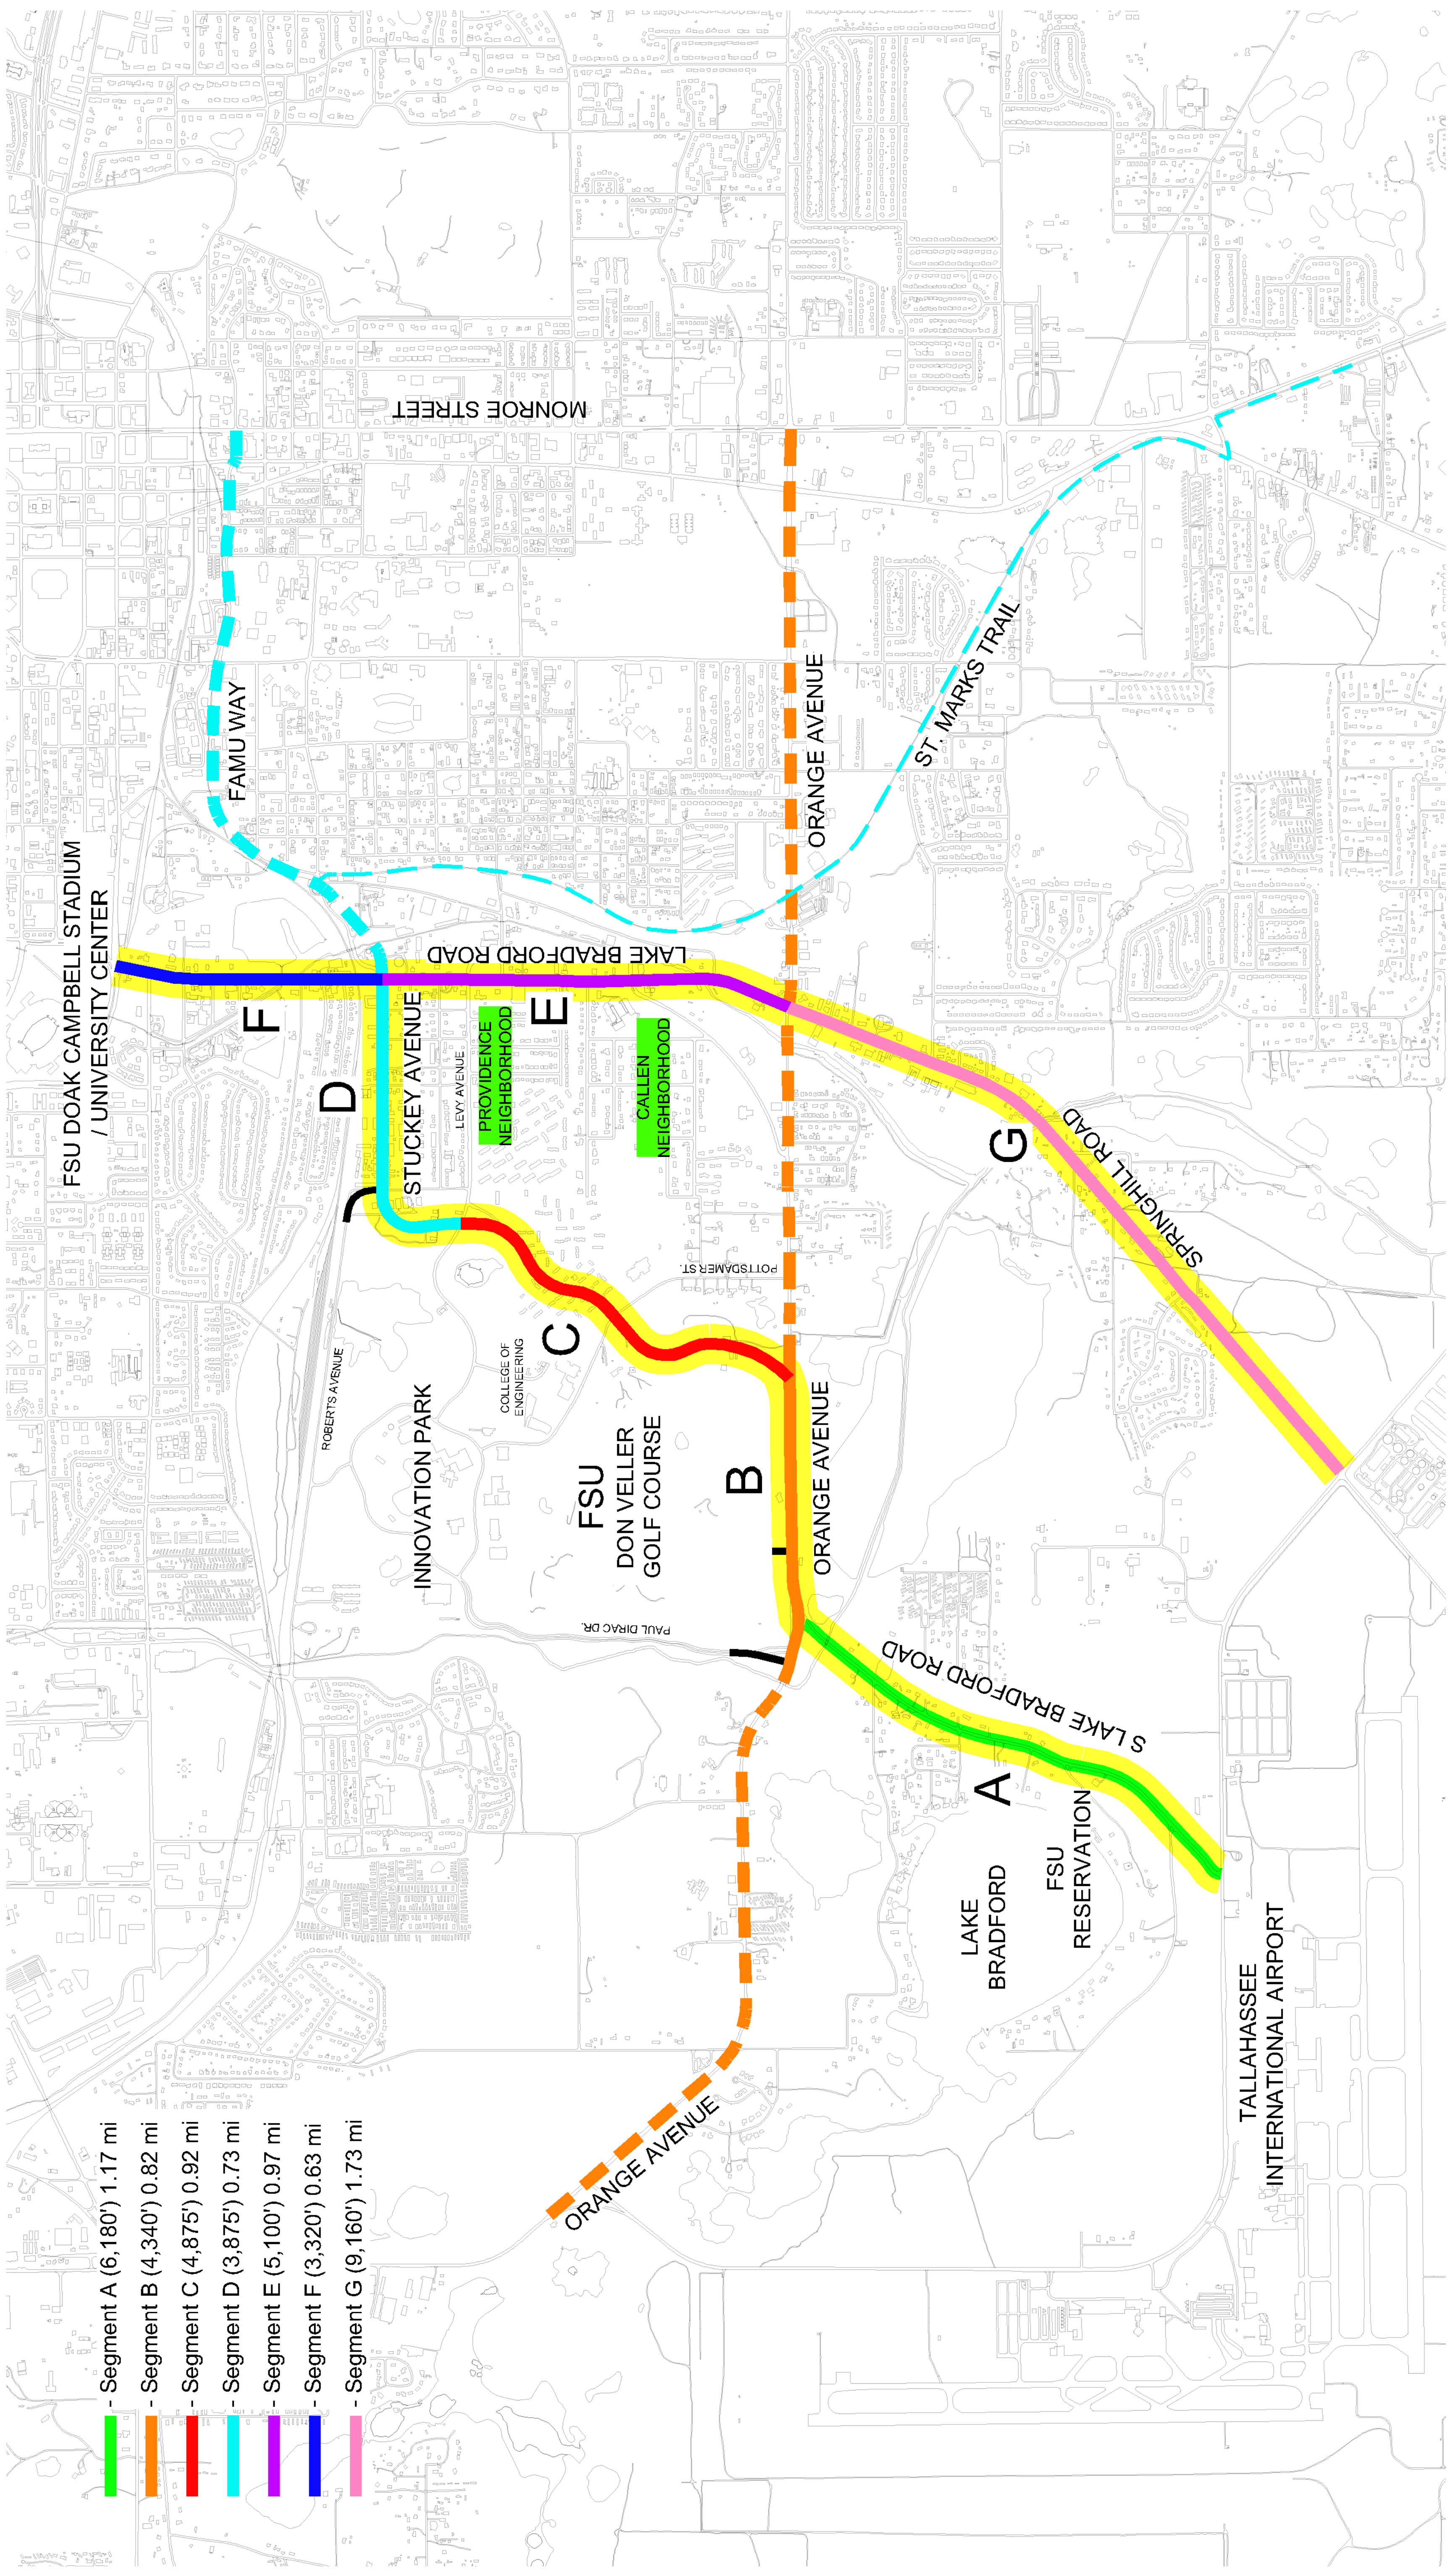 - Segment A (6,180') 1.17 mi
- Segment B (4,340') 0.82 mi
- Segment C (4,875') 0.92 mi
- Segment D (3,875') 0.73 mi
- Segment E (5,100') 0.97 mi
- Segment F (3,320') 0.63 mi
- Segment G (9,160') 1.73 mi
FSU DOAK CAMPBELL STADIUM
/ UNIVERSITY CENTER
FAMU WAY
MONROE STREET
F
D
STUCKEY AVENUE
LAKE BRADFORD ROAD
LEVY AVENUE
PROVIDENCE
NEIGHBORHOOD
E
CALLEN
NEIGHBORHOOD
ROBERTS AVENUE
INNOVATION PARK
COLLEGE OF
ENGINEERING
C
FSU
DON VELLER
GOLF COURSE
POTTSDAMER ST.
PAUL DIRAC DR.
B
ORANGE AVENUE
ORANGE AVENUE
ORANGE AVENUE
ST. MARKS TRAIL
G
SPRINGHILL ROAD
S LAKE BRADFORD ROAD
A
LAKE
BRADFORD
FSU
RESERVATION
TALLAHASSEE
INTERNATIONAL AIRPORT